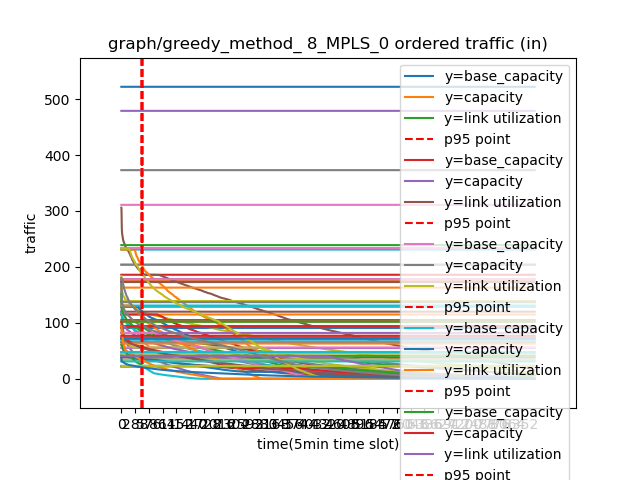 graph/greedy_method_ 8_MPLS_0 ordered traffic (in)
500
400
300
200
100
0
traffic
time(5min time slot)
y=base_capacity
y=capacity
y=link utilization
p95 point
y=base_capacity
y=capacity
y=link utilization
p95 point
y=base_capacity
y=capacity
y=link utilization
p95 point
y=base_capacity
y=capacity
y=link utilization
p95 point
y=base_capacity
y=capacity
y=link utilization
p95 point